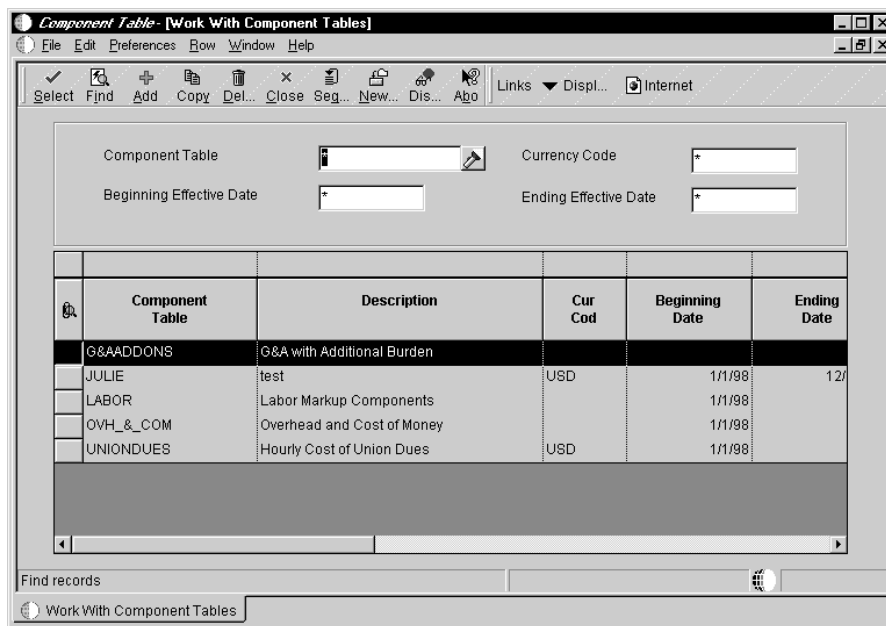 Component Table - [Work With Component Tables]
File Edit Preferences Row Window Help
Select Find Add Copy Del... Close Seq... New... Dis... Abo Links Displ... Internet
Component Table * Currency Code *
Beginning Effective Date * Ending Effective Date *
Component Table Description Cur Cod Beginning Date Ending Date
G&AADDONS G&A with Additional Burden
JULIE test USD 1/1/98 12/
LABOR Labor Markup Components 1/1/98
OVH_&_COM Overhead and Cost of Money 1/1/98
UNIONDUES Hourly Cost of Union Dues USD 1/1/98
Find records
Work With Component Tables